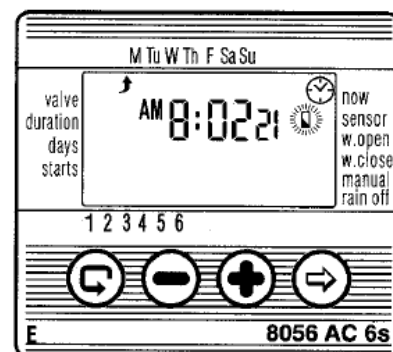 M Tu W Th F Sa Su
valve
duration
days
starts
AM 8:02 21
now
sensor
w.open
w.close
manual
rain off
1 2 3 4 5 6
E
8056 AC 6s